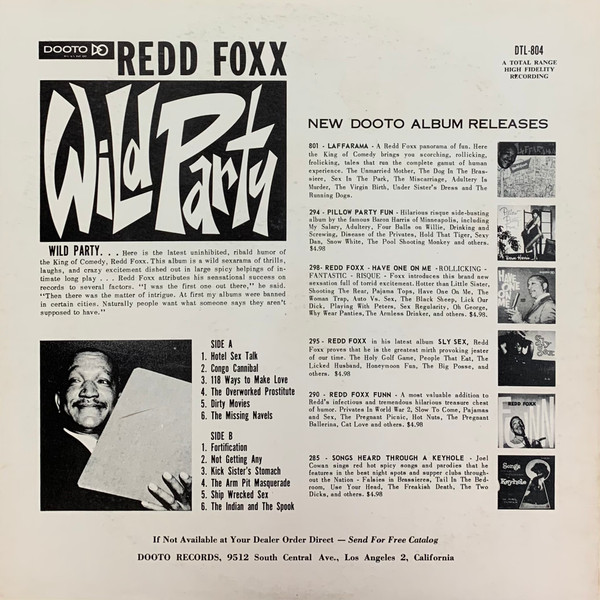 DOOTO
REDD FOXX
DTL-804
A TOTAL RANGE
HIGH FIDELITY
RECORDING
Wild Party
WILD PARTY. . . Here is the latest uninhibited, ribald humor of
the King of Comedy, Redd Foxx. This album is a wild sexarama of thrills,
laughs, and crazy excitement dished out in large spicy helpings of in-
timate long play . . . Redd Foxx attributes his sensational success on
records to several factors. "I was the first one out there," he said.
"Then there was the matter of intrigue. At first my albums were banned
in certain cities. Naturally people want what someone says they aren't
supposed to have."
SIDE A
1. Hotel Sex Talk
2. Congo Cannibal
3. 118 Ways to Make Love
4. The Overworked Prostitute
5. Dirty Movies
6. The Missing Navels
SIDE B
1. Fortification
2. Not Getting Any
3. Kick Sister's Stomach
4. The Arm Pit Masquerade
5. Ship Wrecked Sex
6. The Indian and The Spook
NEW DOOTO ALBUM RELEASES
801 - LAFFARAMA - A Redd Foxx panorama of fun. Here
the King of Comedy brings you scorching, rollicking,
frolicking, tales that run the complete gamut of human
experience. The Unmarried Mother, The Dog In The Bras-
siere, Sex In The Park, The Miscarriage, Adultery In
Murder, The Virgin Birth, Under Sister's Dress and The
Running Dogs.
294 - PILLOW PARTY FUN - Hilarious risque side-busting
album by the famous Baron Harris of Minneapolis, including
My Salary, Adultery, Four Balls on Willie, Drinking and
Screwing, Disease of the Privates, Hold That Tiger, Sexy
Dan, Snow White, The Pool Shooting Monkey and others.
$4.98
298- REDD FOXX - HAVE ONE ON ME -ROLLICKING -
FANTASTIC - RISQUE - Foxx introduces this brand new
sexsation full of torrid excitement. Hotter than Little Sister,
Shooting The Rear, Pajama Tops, Have One On Me, The
Woman Trap, Auto Vs. Sex, The Black Sheep, Lick Our
Dick, Playing With Peters, Sex Regularity, Oh George,
Why Wear Panties, The Armless Drinker, and others. $4.98.
295 - REDD FOXX in his latest album SLY SEX, Redd
Foxx proves that he is the greatest mirth provoking jester
of our time. The Holy Golf Game, People That Eat, The
Licked Husband, Honeymoon Fun, The Big Posse, and
others. $4.98
290 - REDD FOXX FUNN - A most valuable addition to
Redd's infectious and tremendous hilarious treasure chest
of humor. Privates In World War 2, Slow To Come, Pajamas
and Sex, The Pregnant Picnic, Hot Nuts, The Pregnant
Ballerina, Cat Love and others. $4.98
285 - SONGS HEARD THROUGH A KEYHOLE - Joel
Cowan sings red hot spicy songs and parodies that he
features in the best night spots and supper clubs through-
out the Nation - Falsies in Brassieres, Tail In The Bed-
room, Use Your Head, The Freakish Death, The Two
Dicks, and others. $4.98
LAFFARAMA
REDD FOXX
Songs
Keyhole
If Not Available at Your Dealer Order Direct — Send For Free Catalog
DOOTO RECORDS, 9512 South Central Ave., Los Angeles 2, California